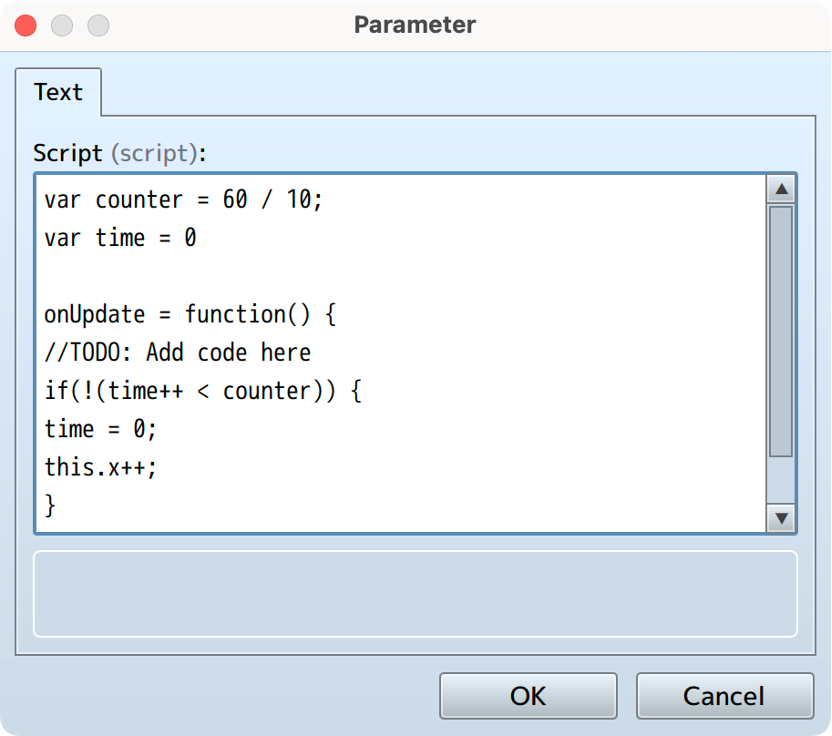 Parameter
Text
Script (script):
var counter = 60 / 10;
var time = 0
onUpdate = function() {
//TODO: Add code here
if(!(time++ < counter)) {
time = 0;
this.x++;
}
OK
Cancel